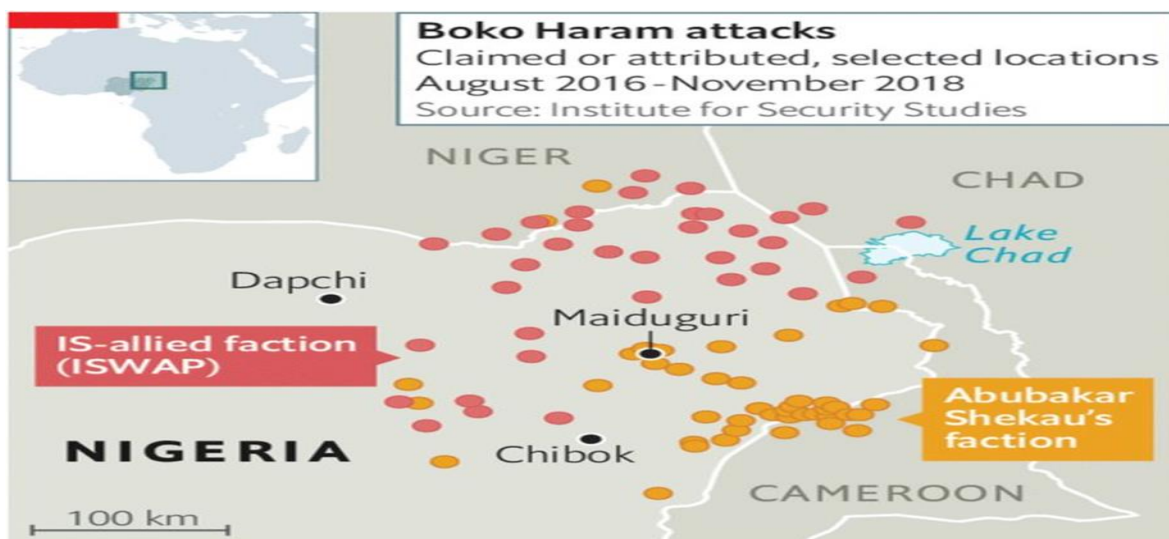 Boko Haram attacks
Claimed or attributed, selected locations
August 2016-November 2018
Source: Institute for Security Studies
NIGER
CHAD
Lake
Chad
Dapchi
Maiduguri
IS-allied faction
(ISWAP)
Abubakar
Shekau's
faction
NIGERIA
Chibok
CAMEROON
100 km